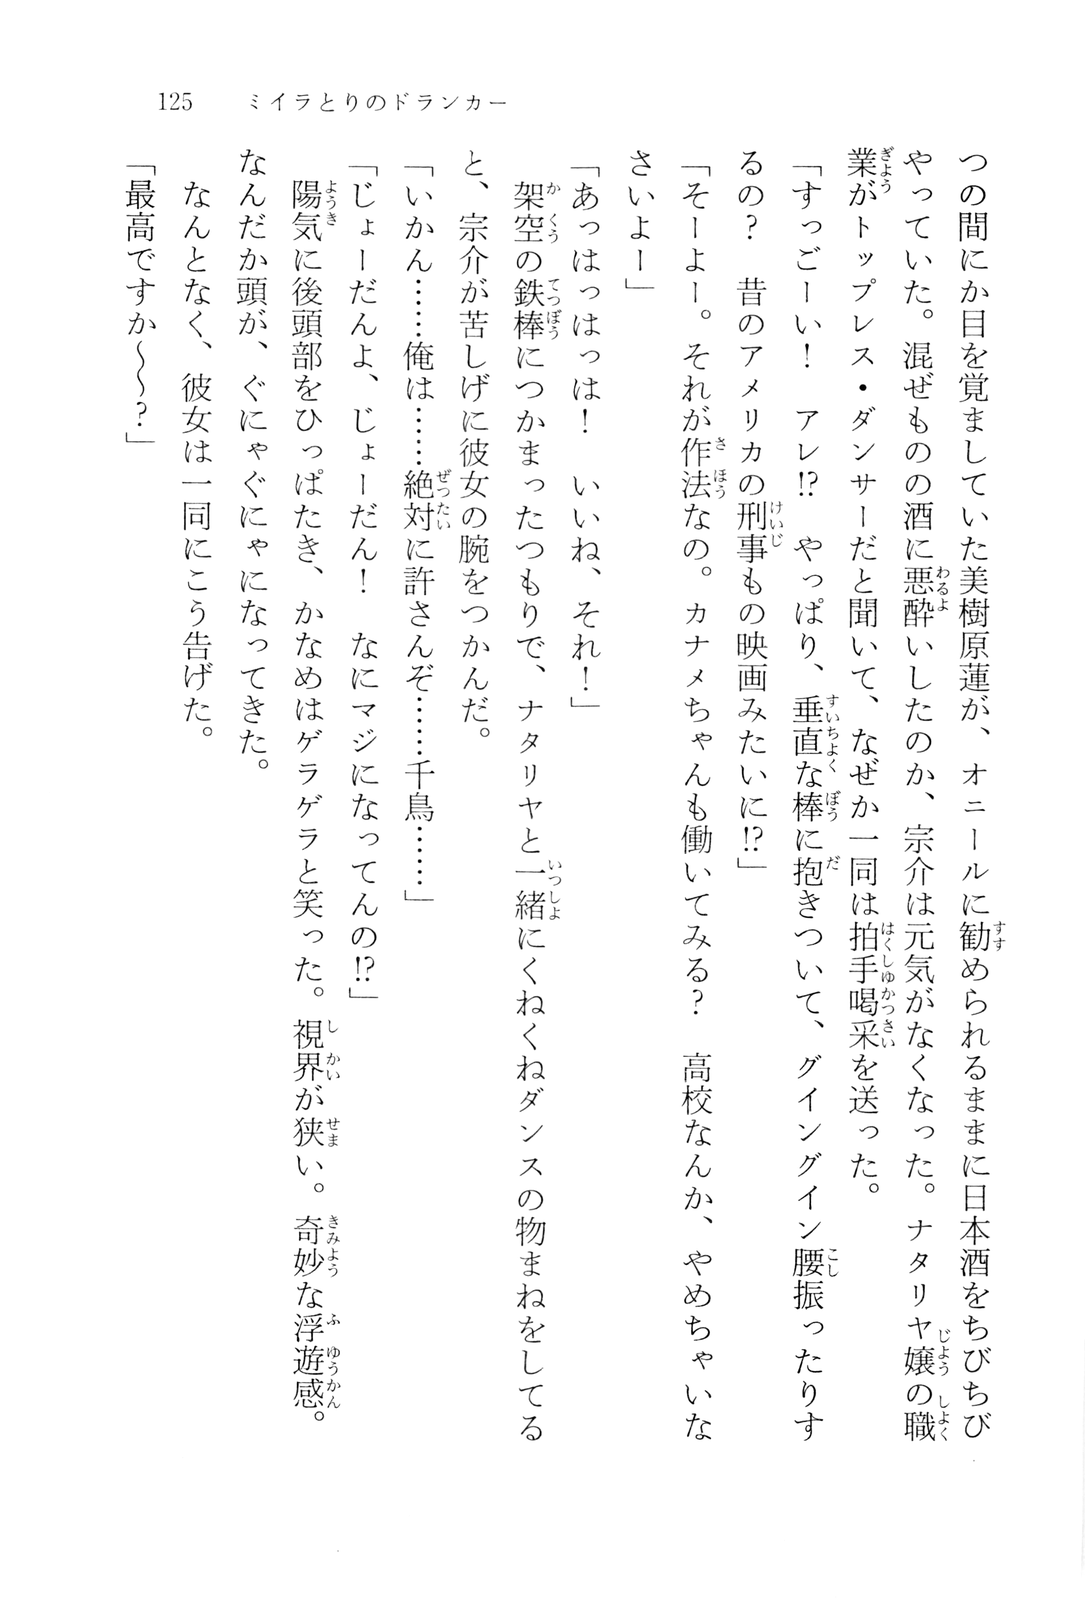 125　ミイラとりのドランカー
つの間にか目を覚ましていた美樹原蓮が、オニールに勧められるままに日本酒をちびちび
やっていた。混ぜものの酒に悪酔いしたのか、宗介は元気がなくなった。ナタリヤ嬢の職
業がトップレス・ダンサーだと聞いて、なぜか一同は拍手喝采を送った。
「すっごーい！　アレ!?　やっぱり、垂直な棒に抱きついて、グイングイン腰振ったりす
るの？　昔のアメリカの刑事もの映画みたいに!?」
「そーよー。それが作法なの。カナメちゃんも働いてみる？　高校なんか、やめちゃいな
さいよー」
「あっはっはっは！　いいね、それ！」
架空の鉄棒につかまったつもりで、ナタリヤと一緒にくねくねダンスの物まねをしてる
と、宗介が苦しげに彼女の腕をつかんだ。
「いかん……俺は……絶対に許さんぞ……千鳥……」
「じょーだんよ、じょーだん！　なにマジになってんの!?」
陽気に後頭部をひっぱたき、かなめはゲラゲラと笑った。視界が狭い。奇妙な浮遊感。
なんだか頭が、ぐにゃぐにゃになってきた。
なんとなく、彼女は一同にこう告げた。
「最高ですか〜〜？」